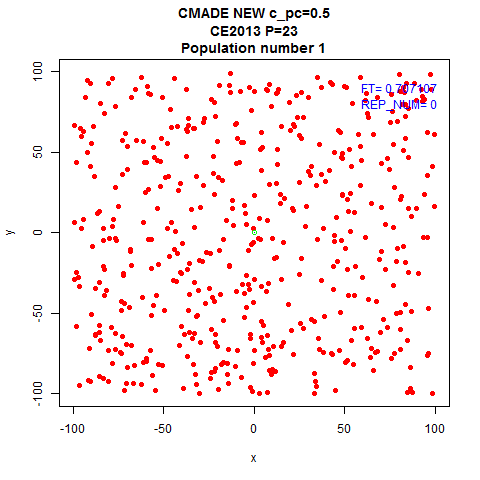 CMADE NEW c_pc=0.5
CE2013 P=23
Population number 1
FT= 0.707107
REP_NUM= 0
100
50
0
-50
-100
y
-100 -50 0 50 100
x